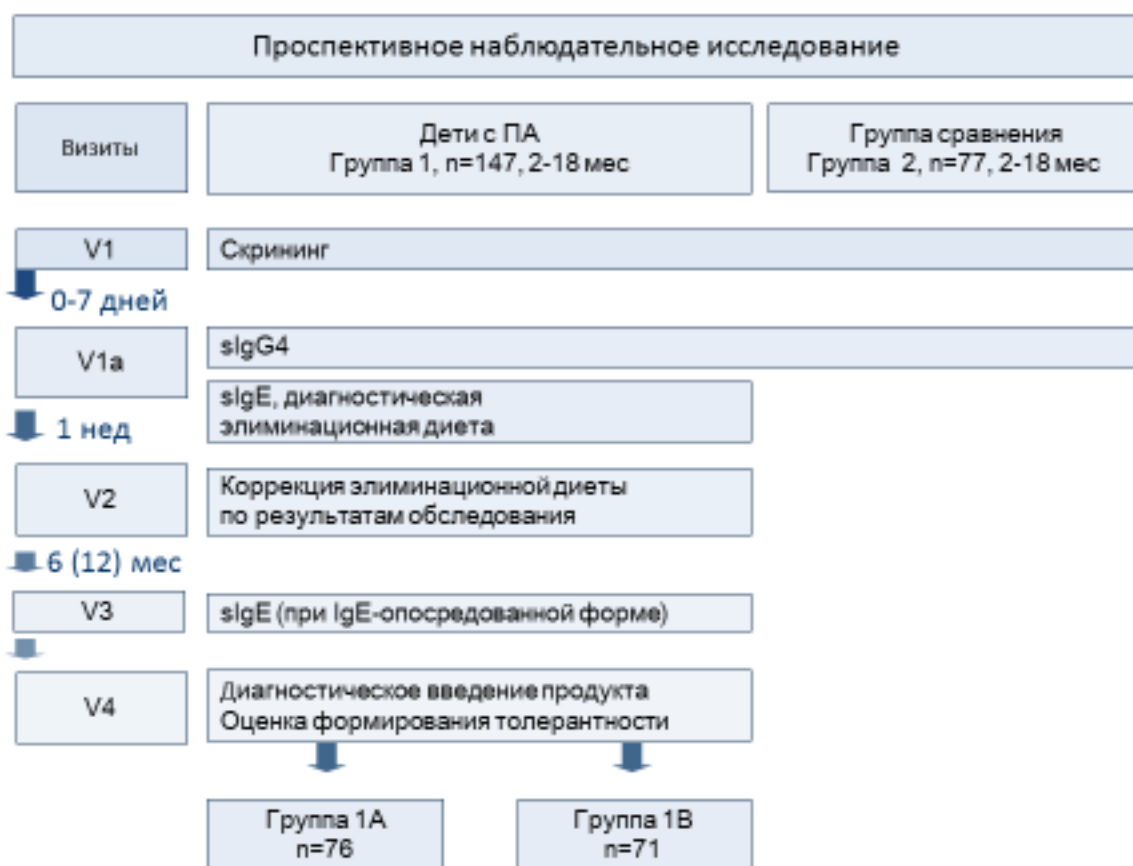 Проспективное наблюдательное исследование
Визиты
Дети с ПА
Группа 1, n=147, 2-18 мес
Группа сравнения
Группа 2, n=77, 2-18 мес
V1
Скрининг
0-7 дней
V1a
sIgG4
sIgE, диагностическая
элиминационная диета
1 нед
V2
Коррекция элиминационной диеты
по результатам обследования
6 (12) мес
V3
sIgE (при IgE-опосредованной форме)
V4
Диагностическое введение продукта
Оценка формирования толерантности
Группа 1А
n=76
Группа 1В
n=71